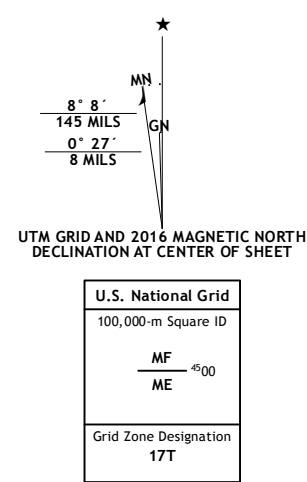 ★
MN
8° 8´
145 MILS
GN
0° 27´
8 MILS
UTM GRID AND 2016 MAGNETIC NORTH
DECLINATION AT CENTER OF SHEET
U.S. National Grid
100,000-m Square ID
MF
4500
ME
Grid Zone Designation
17T